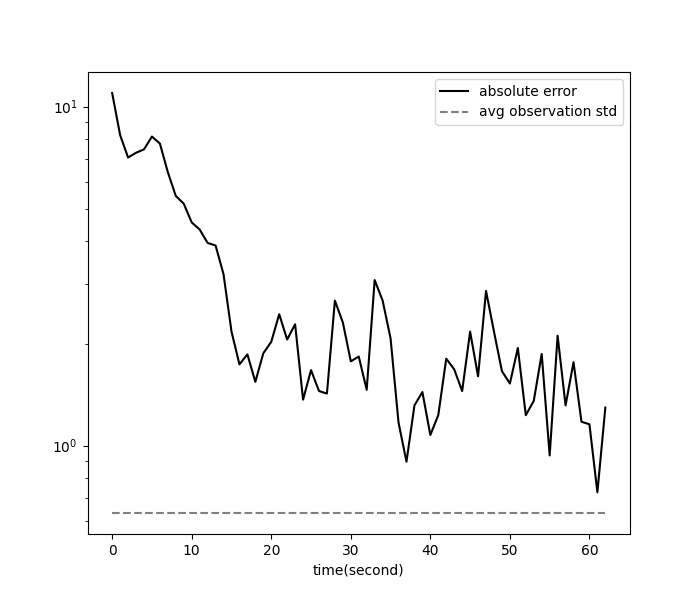 absolute error
avg observation std
10¹
10⁰
0 10 20 30 40 50 60
time(second)